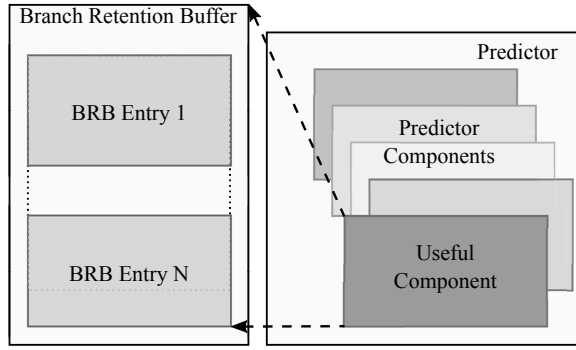 Branch Retention Buffer
BRB Entry 1
BRB Entry N
Predictor
Predictor
Components
Useful
Component